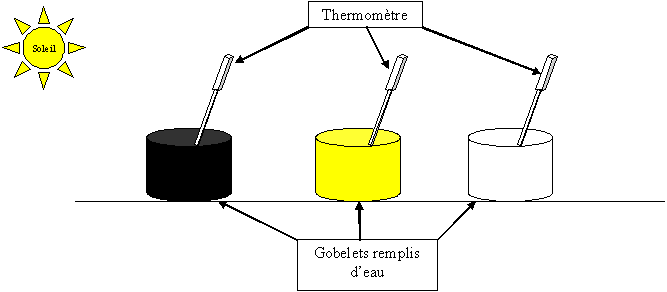 Thermomètre
Soleil
Gobelets remplis
d'eau